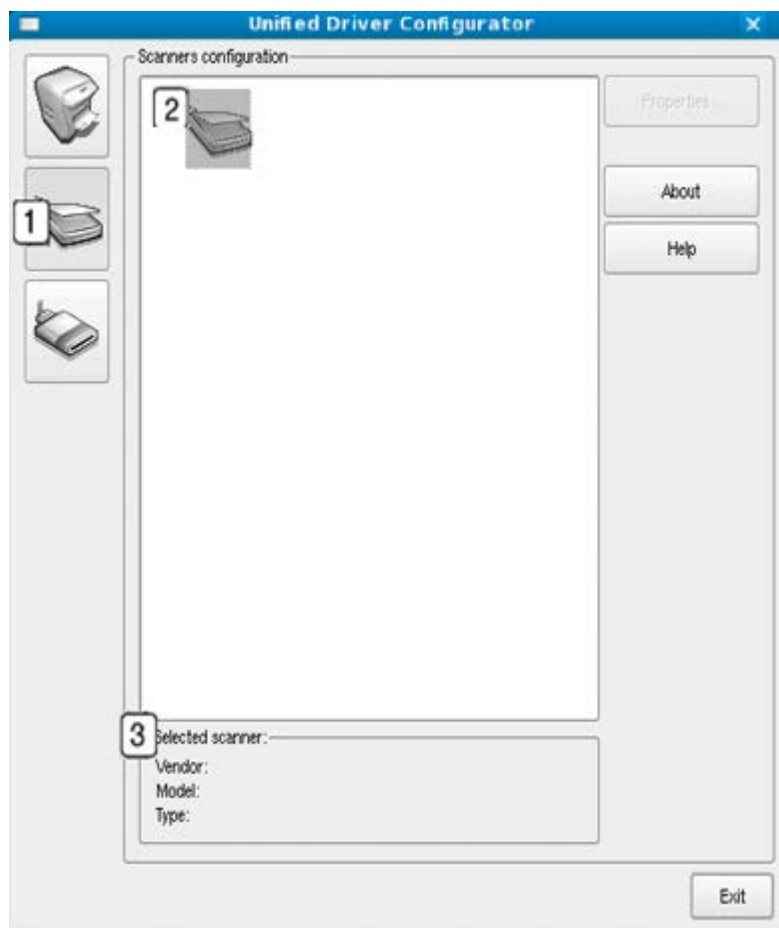 Unified Driver Configurator
Scanners configuration
2
Properties...
1
About
Help
3
Selected scanner:
Vendor:
Model:
Type:
Exit